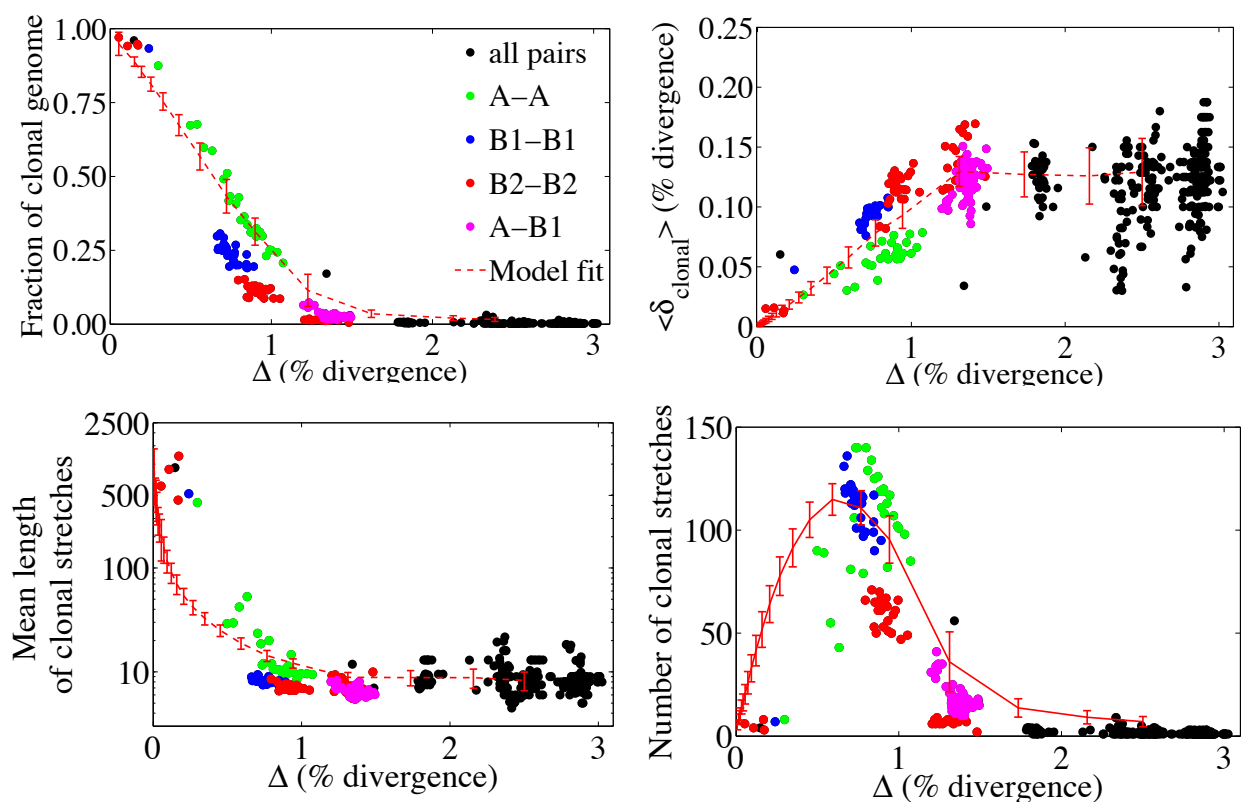 Fraction of clonal genome
1.00
0.75
0.50
0.25
0.00
0
1
2
3
Δ (% divergence)
all pairs
A–A
B1–B1
B2–B2
A–B1
Model fit
<δclonal> (% divergence)
0.25
0.20
0.15
0.10
0.05
0
0
1
2
3
Δ (% divergence)
Mean length
of clonal stretches
2500
500
100
10
0
1
2
3
Δ (% divergence)
Number of clonal stretches
150
100
50
0
0
1
2
3
Δ (% divergence)